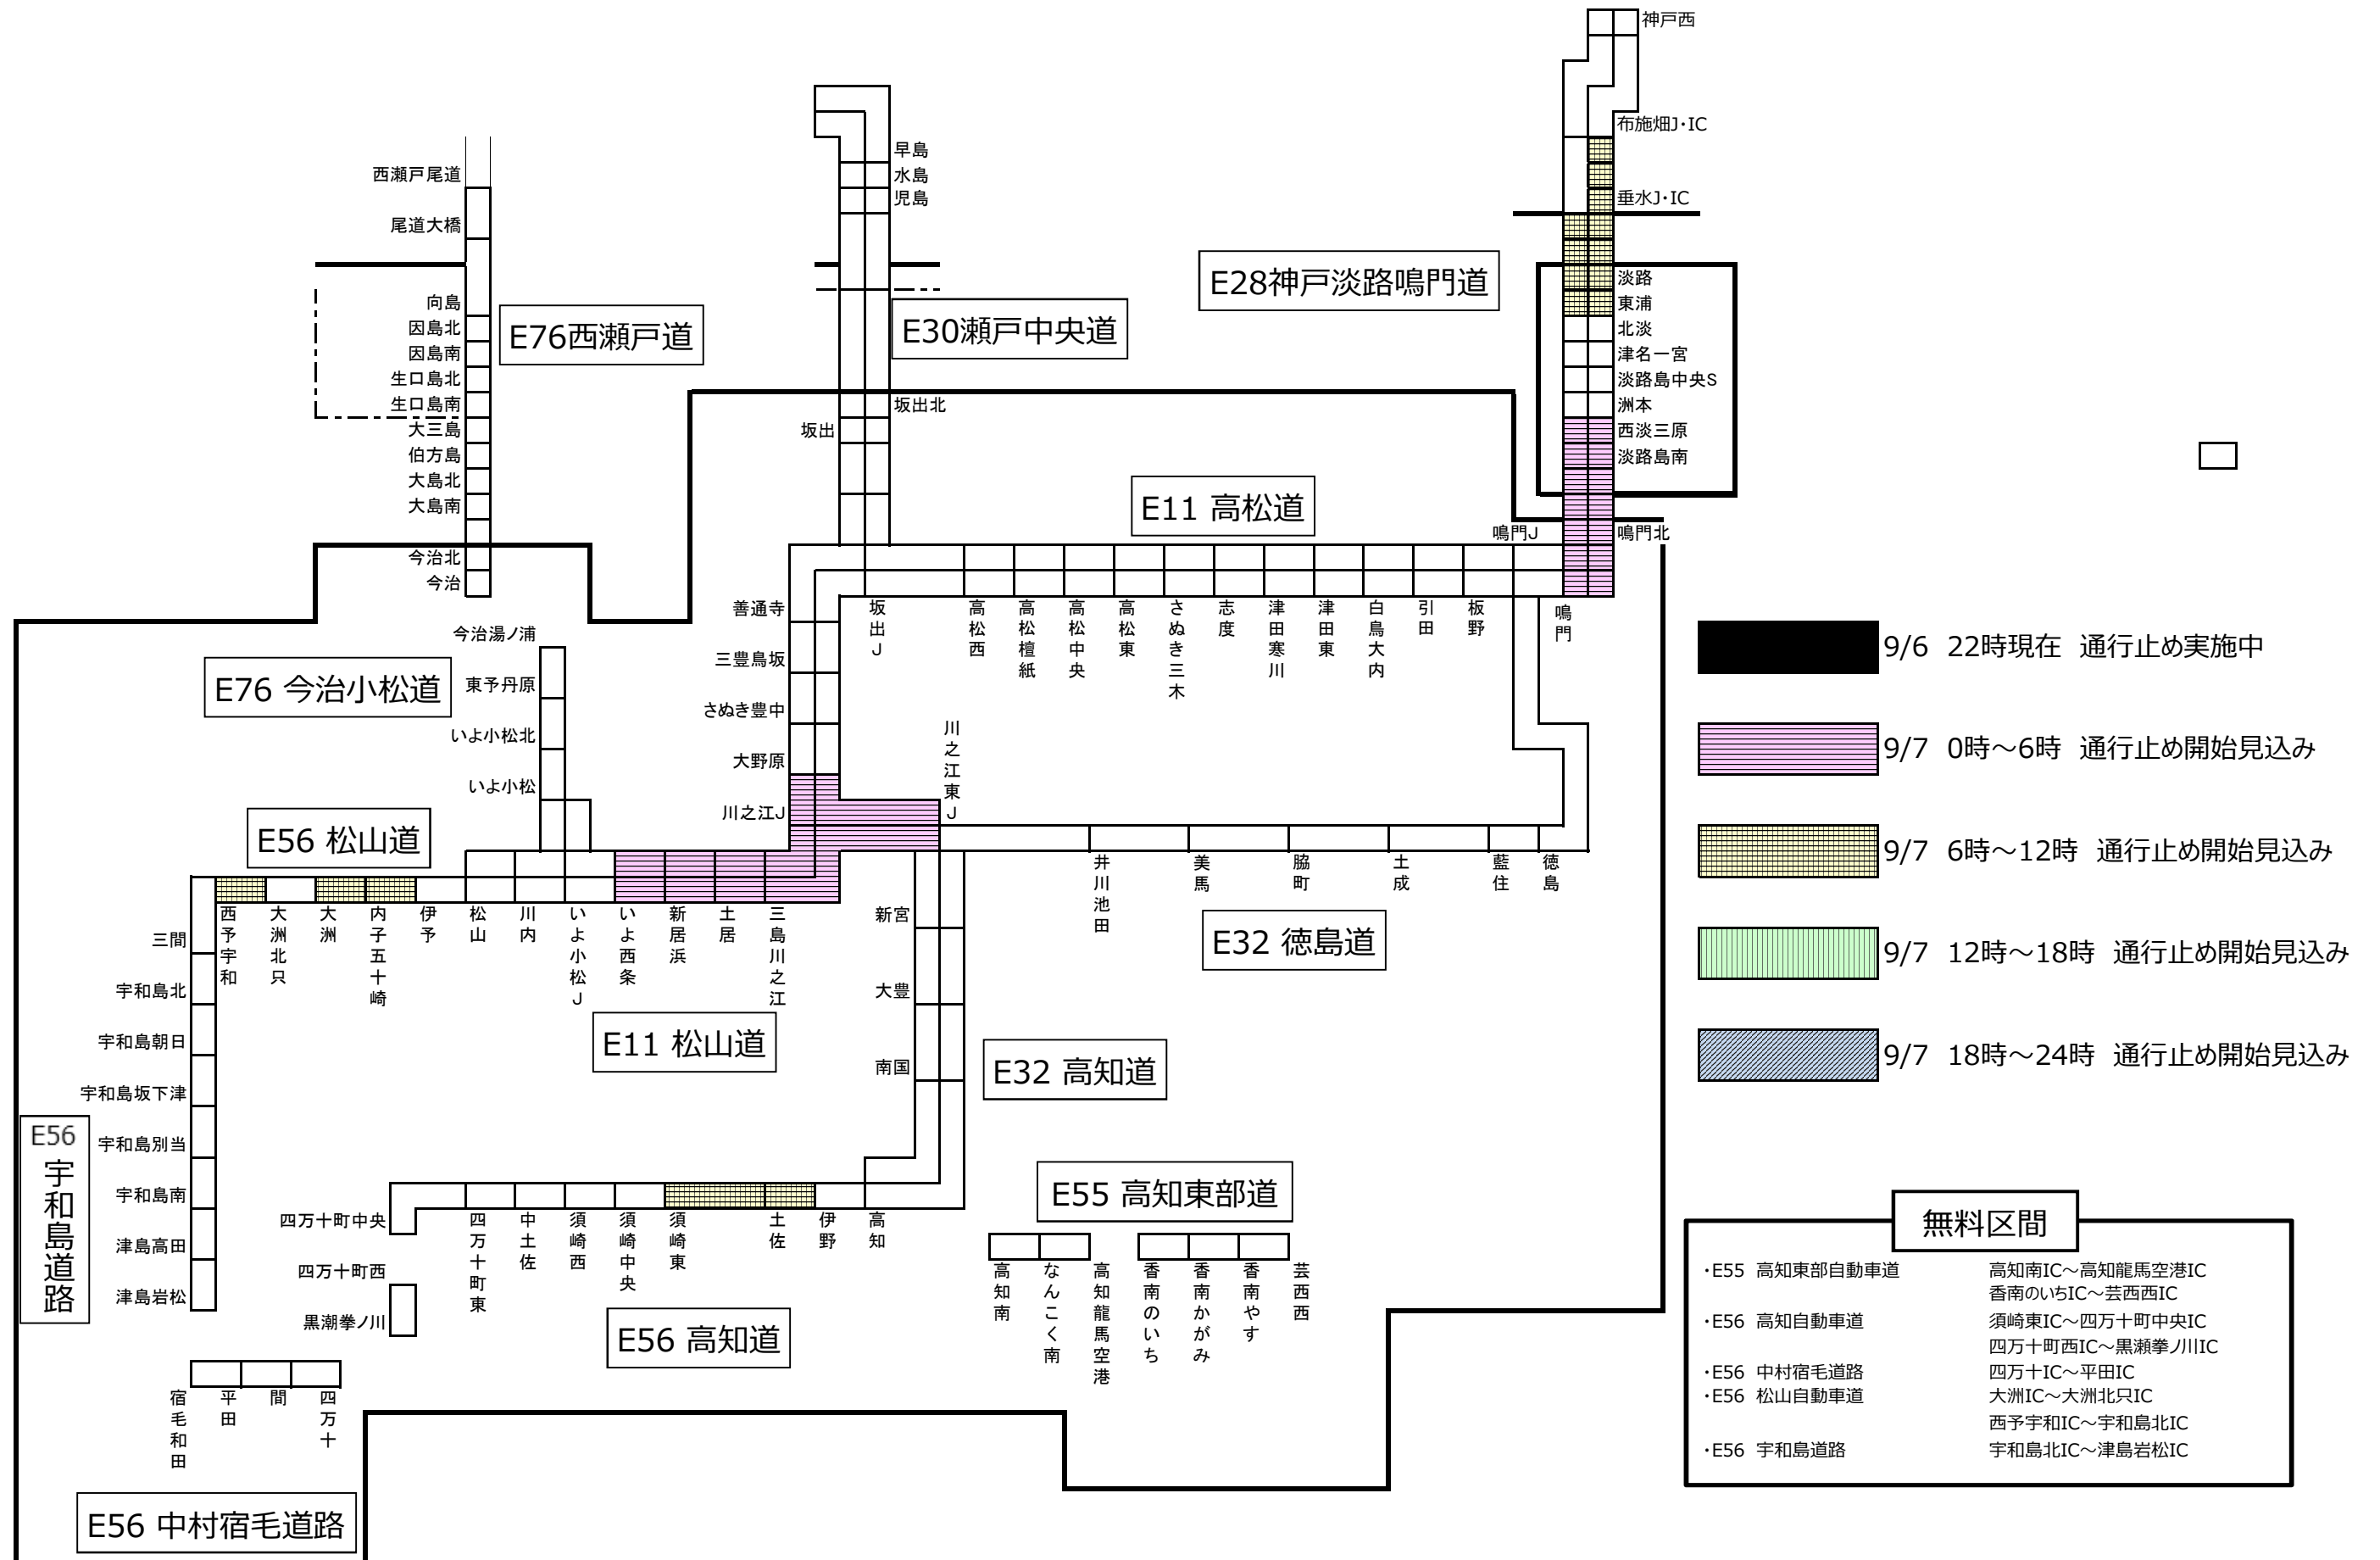 神戸西
布施畑J・IC
垂水J・IC
早島
水島
児島
西瀬戸尾道
尾道大橋
向島
因島北
因島南
生口島北
生口島南
大三島
伯方島
大島北
大島南
今治北
今治
E76西瀬戸道
E30瀬戸中央道
E28神戸淡路鳴門道
淡路
東浦
北淡
津名一宮
淡路島中央S
洲本
西淡三原
淡路島南
坂出北
坂出
E11 高松道
鳴門J
鳴門北
善通寺
三豊鳥坂
さぬき豊中
大野原
川之江J
坂出J
高松西
高松檀紙
高松中央
高松東
さぬき三木
志度
津田寒川
津田東
白鳥大内
引田
板野
鳴門
川之江東J
今治湯ノ浦
東予丹原
いよ小松北
いよ小松
E76 今治小松道
E56 松山道
西予宇和
大洲北只
大洲
内子五十崎
伊予
松山
川内
いよ小松J
いよ西条
新居浜
土居
三島川之江
E11 松山道
井川池田
美馬
脇町
土成
藍住
徳島
E32 徳島道
新宮
大豊
南国
E32 高知道
三間
宇和島北
宇和島朝日
宇和島坂下津
宇和島別当
宇和島南
津島高田
津島岩松
E56
宇和島道路
四万十町中央
四万十町西
黒潮拳ノ川
四万十町東
中土佐
須崎西
須崎中央
須崎東
土佐
伊野
高知
E56 高知道
E55 高知東部道
高知南
なんこく南
高知龍馬空港
香南のいち
香南かがみ
香南やす
芸西西
宿毛和田
平田
間
四万十
E56 中村宿毛道路
9/6 22時現在 通行止め実施中
9/7 0時～6時 通行止め開始見込み
9/7 6時～12時 通行止め開始見込み
9/7 12時～18時 通行止め開始見込み
9/7 18時～24時 通行止め開始見込み
無料区間
・E55 高知東部自動車道 高知南IC～高知龍馬空港IC
香南のいちIC～芸西西IC
・E56 高知自動車道 須崎東IC～四万十町中央IC
四万十町西IC～黒瀬拳ノ川IC
・E56 中村宿毛道路 四万十IC～平田IC
・E56 松山自動車道 大洲IC～大洲北只IC
西予宇和IC～宇和島北IC
・E56 宇和島道路 宇和島北IC～津島岩松IC